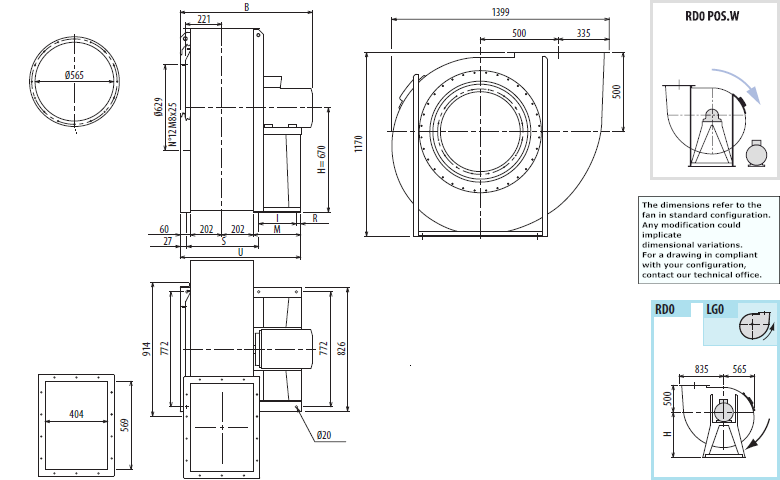 B
221
Ø565
Ø629
N°12 M8x25
H=670
60
202
202
I
R
M
27
S
U
1399
500
335
500
1170
RD0 POS.W
The dimensions refer to the
fan in standard configuration.
Any modification could
implicate
dimensional variations.
For a drawing in compliant
with your configuration,
contact our technical office.
914
772
772
826
Ø20
404
569
RD0
LG0
835
565
500
H